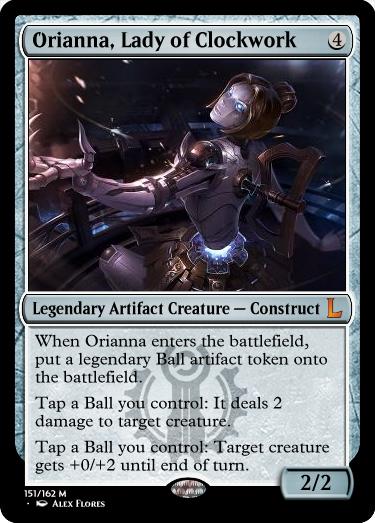 Orianna, Lady of Clockwork 4
Legendary Artifact Creature — Construct L
When Orianna enters the battlefield,
put a legendary Ball artifact token onto
the battlefield.
Tap a Ball you control: It deals 2
damage to target creature.
Tap a Ball you control: Target creature
gets +0/+2 until end of turn.
2/2
151/162 M
· Alex Flores